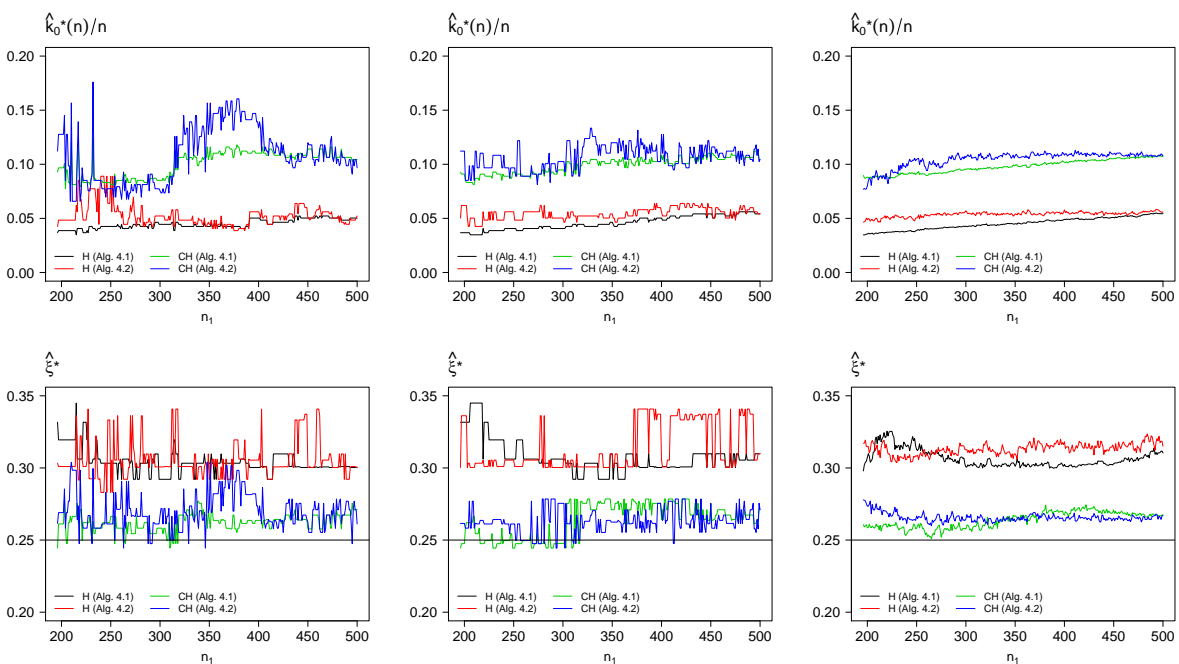 k̂₀*(n)/n
0.20
0.15
0.10
0.05
0.00
H (Alg. 4.1) CH (Alg. 4.1)
H (Alg. 4.2) CH (Alg. 4.2)
200 250 300 350 400 450 500
n₁
k̂₀*(n)/n
0.20
0.15
0.10
0.05
0.00
H (Alg. 4.1) CH (Alg. 4.1)
H (Alg. 4.2) CH (Alg. 4.2)
200 250 300 350 400 450 500
n₁
k̂₀*(n)/n
0.20
0.15
0.10
0.05
0.00
H (Alg. 4.1) CH (Alg. 4.1)
H (Alg. 4.2) CH (Alg. 4.2)
200 250 300 350 400 450 500
n₁
ξ̂*
0.35
0.30
0.25
0.20
H (Alg. 4.1) CH (Alg. 4.1)
H (Alg. 4.2) CH (Alg. 4.2)
200 250 300 350 400 450 500
n₁
ξ̂*
0.35
0.30
0.25
0.20
H (Alg. 4.1) CH (Alg. 4.1)
H (Alg. 4.2) CH (Alg. 4.2)
200 250 300 350 400 450 500
n₁
ξ̂*
0.35
0.30
0.25
0.20
H (Alg. 4.1) CH (Alg. 4.1)
H (Alg. 4.2) CH (Alg. 4.2)
200 250 300 350 400 450 500
n₁